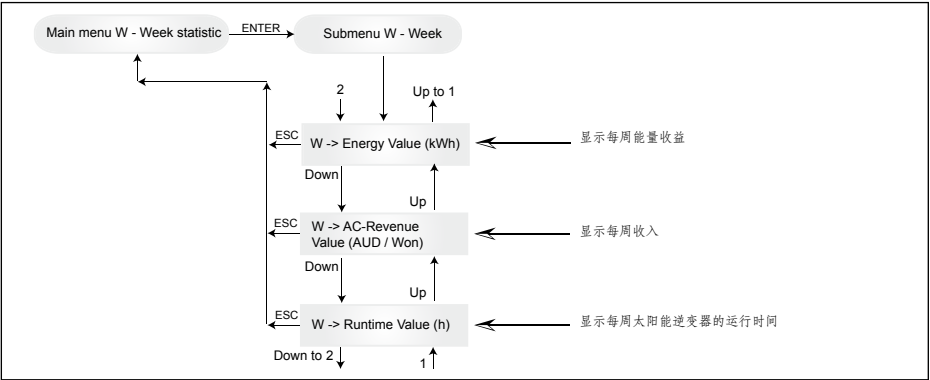 Main menu W - Week statistic
ENTER
Submenu W - Week
2
Up to 1
ESC
W -> Energy Value (kWh)
显示每周能量收益
Down
Up
ESC
W -> AC-Revenue
Value (AUD / Won)
显示每周收入
Down
Up
ESC
W -> Runtime Value (h)
显示每周太阳能逆变器的运行时间
Down to 2
1